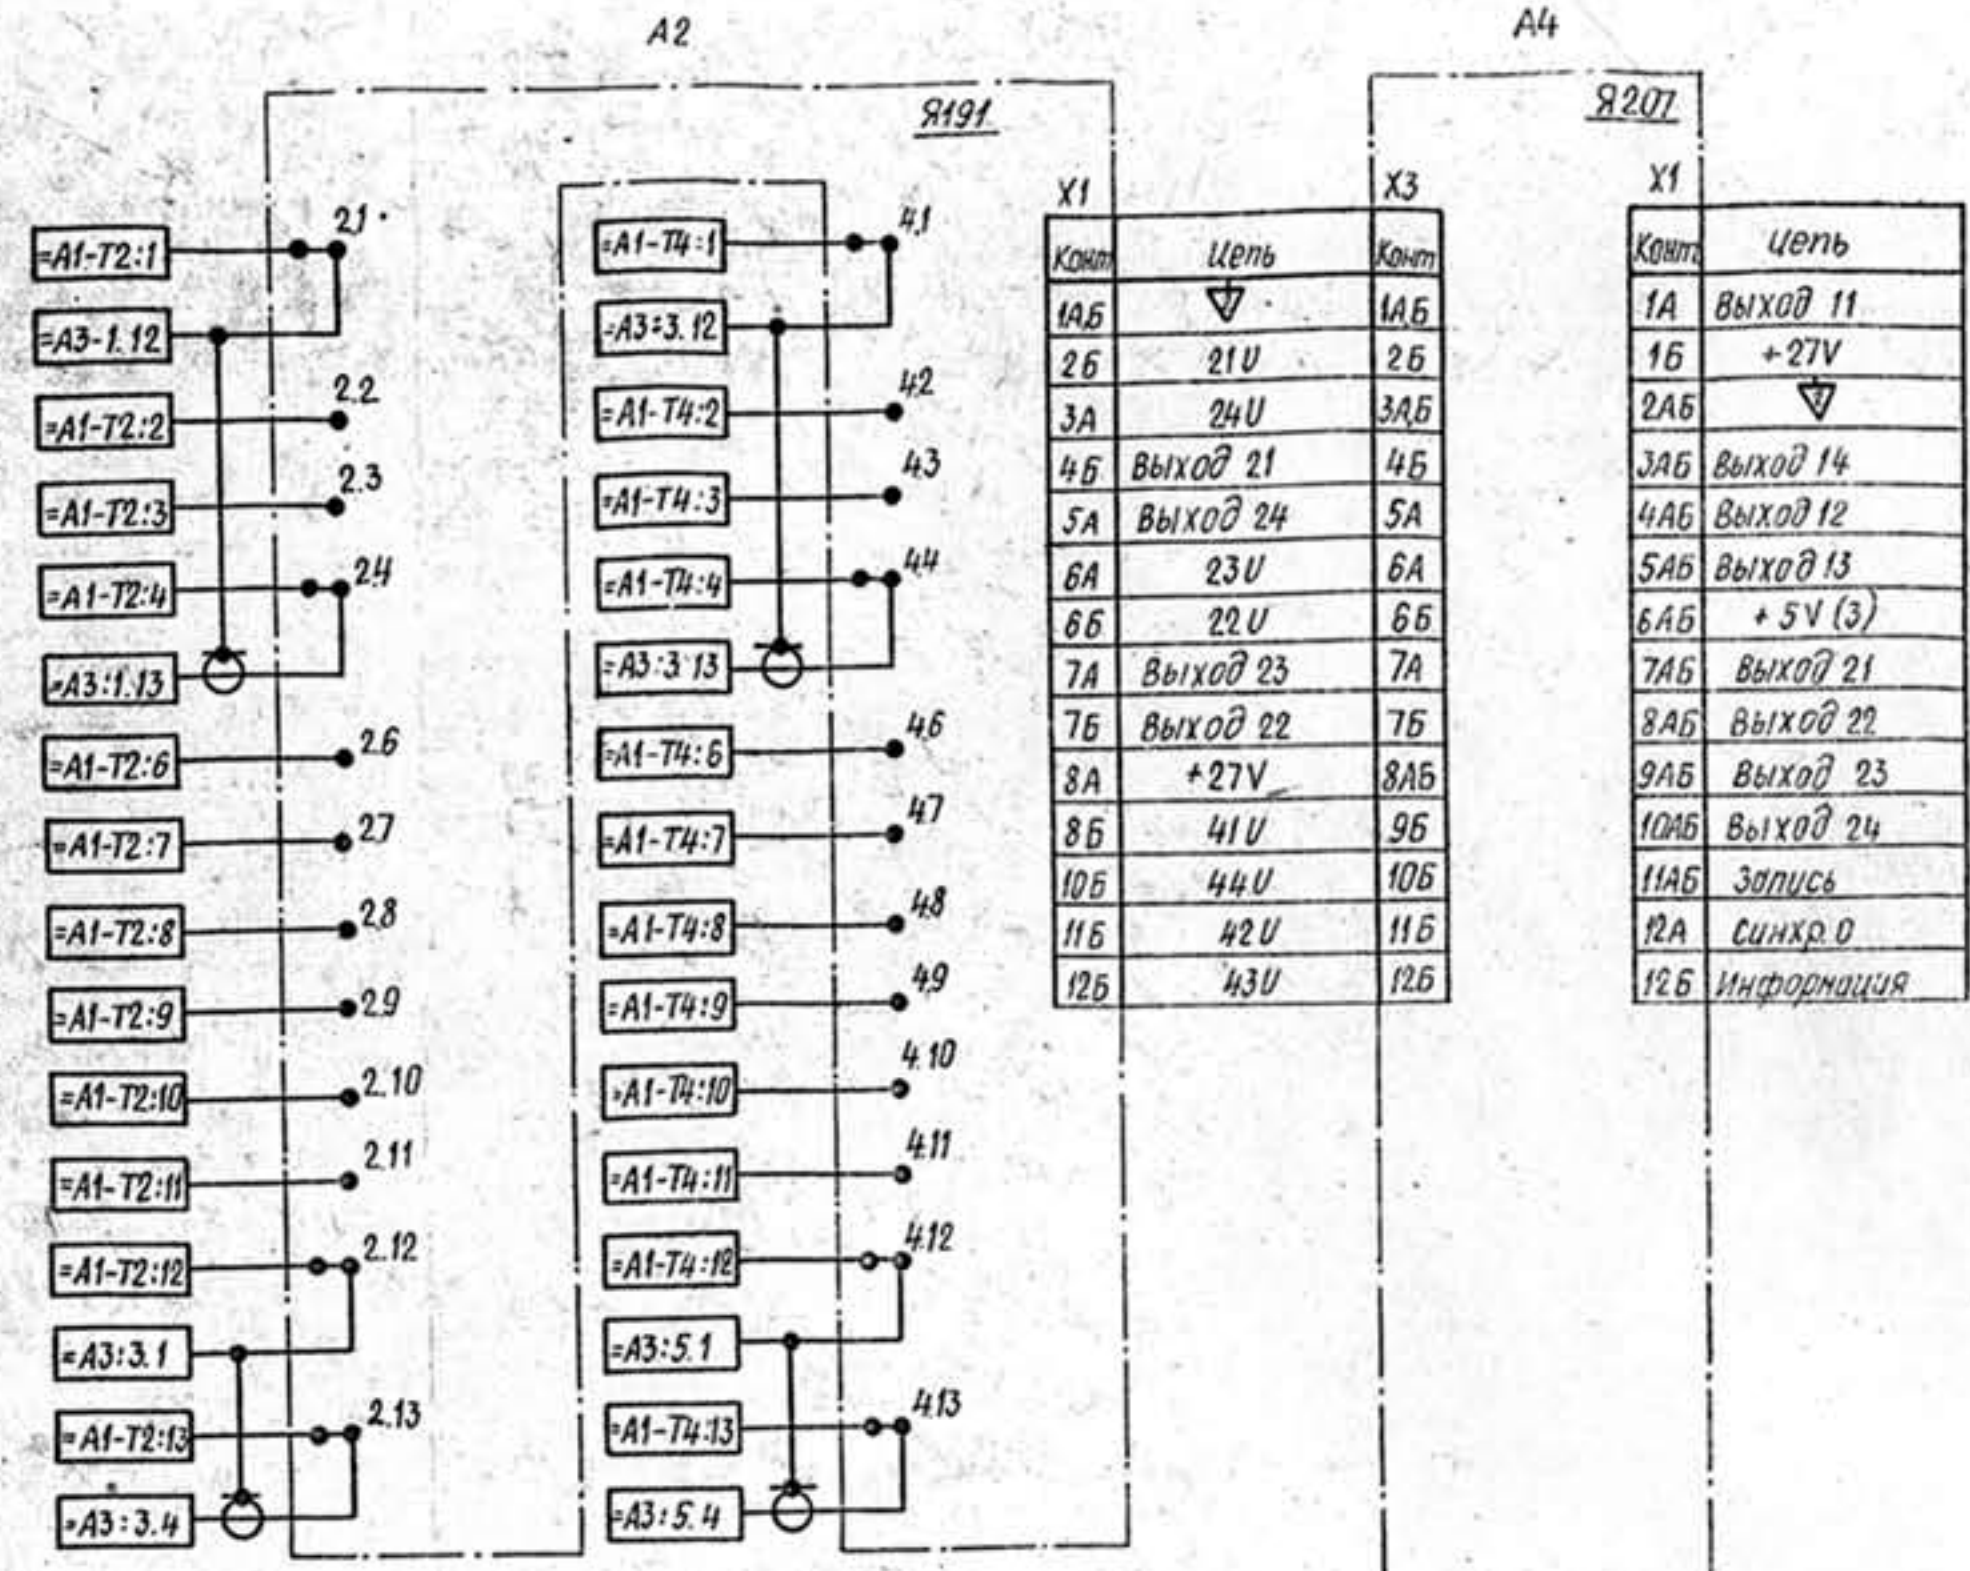 A2
A4
Я191
Я207
=A1-T2:1
2.1
=A3-1.12
=A1-T2:2
2.2
=A1-T2:3
2.3
=A1-T2:4
2.4
=A3:1.13
=A1-T2:6
2.6
=A1-T2:7
2.7
=A1-T2:8
2.8
=A1-T2:9
2.9
=A1-T2:10
2.10
=A1-T2:11
2.11
=A1-T2:12
2.12
=A3:3.1
=A1-T2:13
2.13
=A3:3.4
=A1-T4:1
4.1
=A3:3.12
=A1-T4:2
4.2
=A1-T4:3
4.3
=A1-T4:4
4.4
=A3:3.13
=A1-T4:6
4.6
=A1-T4:7
4.7
=A1-T4:8
4.8
=A1-T4:9
4.9
=A1-T4:10
4.10
=A1-T4:11
4.11
=A1-T4:12
4.12
=A3:5.1
=A1-T4:13
4.13
=A3:5.4
X1 X3
Конт Цепь Конт
1АБ 1АБ
2Б 21U 2Б
3А 24U 3АБ
4Б Выход 21 4Б
5А Выход 24 5А
6А 23U 6А
6Б 22U 6Б
7А Выход 23 7А
7Б Выход 22 7Б
8А +27V 8АБ
8Б 41U 9Б
10Б 44U 10Б
11Б 42U 11Б
12Б 43U 12Б
X1
Конт Цепь
1А Выход 11
1Б +27V
2АБ
3АБ Выход 14
4АБ Выход 12
5АБ Выход 13
6АБ +5V (3)
7АБ Выход 21
8АБ Выход 22
9АБ Выход 23
10АБ Выход 24
11АБ Запись
12А Синхр.0
12Б Информация